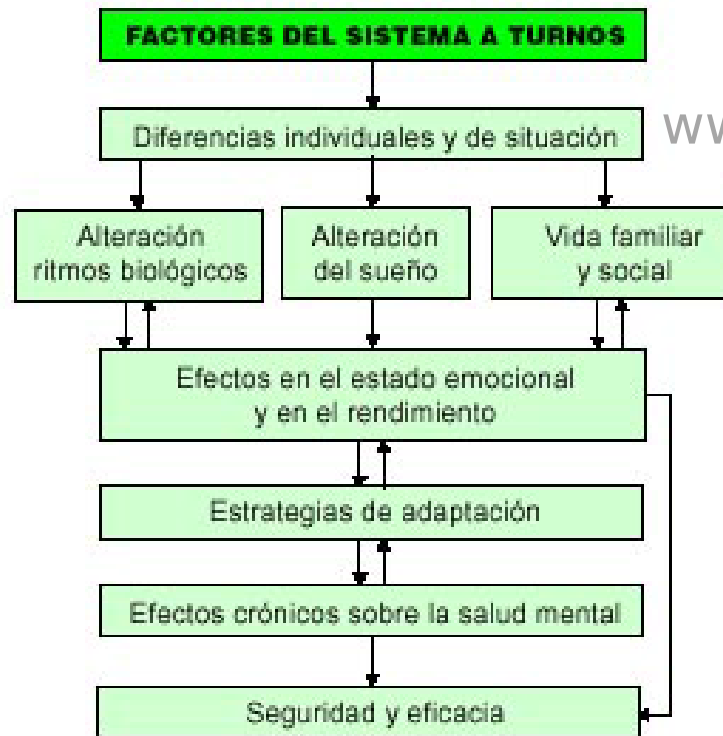 FACTORES DEL SISTEMA A TURNOS
Diferencias individuales y de situación
ww
Alteración
ritmos biológicos
Alteración
del sueño
Vida familiar
y social
Efectos en el estado emocional
y en el rendimiento
Estrategias de adaptación
Efectos crónicos sobre la salud mental
Seguridad y eficacia